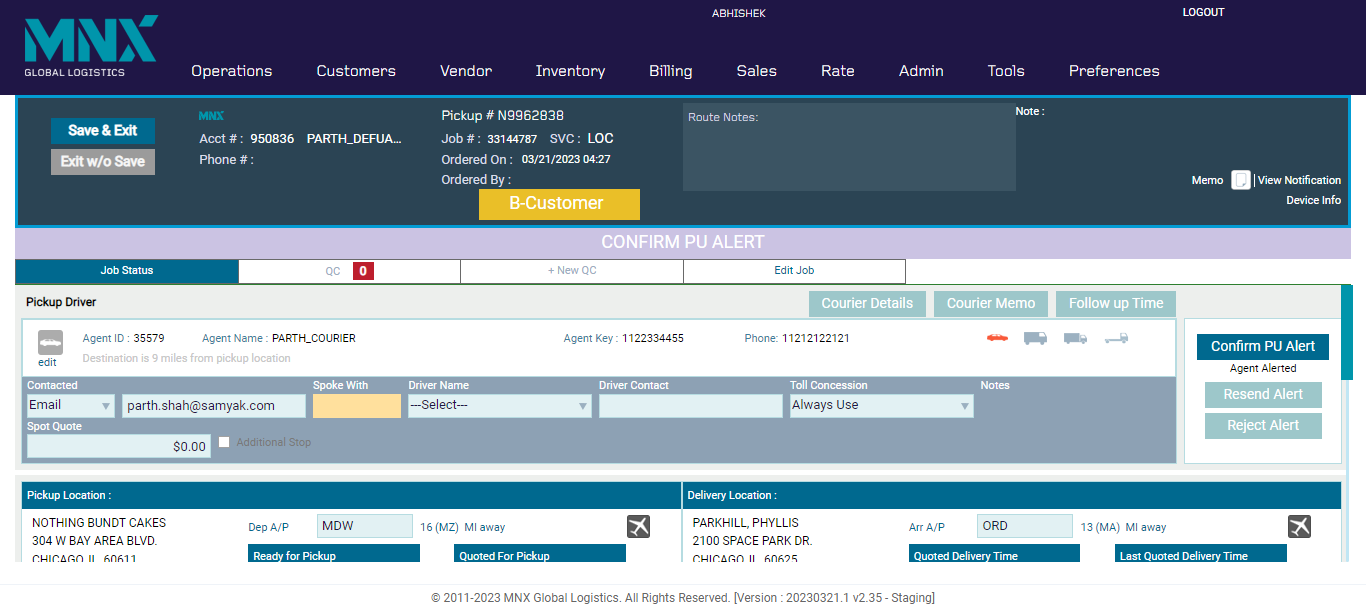 MNX
GLOBAL LOGISTICS
ABHISHEK
LOGOUT
Operations Customers Vendor Inventory Billing Sales Rate Admin Tools Preferences
Save & Exit
Exit w/o Save
MNX
Acct # : 950836 PARTH_DEFUA...
Phone # :
Pickup # N9962838
Job # : 33144787 SVC : LOC
Ordered On : 03/21/2023 04:27
Ordered By :
B-Customer
Route Notes:
Note :
Memo | View Notification
Device Info
CONFIRM PU ALERT
Job Status QC 0 + New QC Edit Job
Pickup Driver
Courier Details Courier Memo Follow up Time
edit
Agent ID : 35579 Agent Name : PARTH_COURIER Agent Key : 1122334455 Phone: 11212122121
Destination is 9 miles from pickup location
Contacted Spoke With Driver Name Driver Contact Toll Concession Notes
Email parth.shah@samyak.com ---Select--- Always Use
Spot Quote
$0.00 Additional Stop
Confirm PU Alert
Agent Alerted
Resend Alert
Reject Alert
Pickup Location :
NOTHING BUNDT CAKES
304 W BAY AREA BLVD.
CHICAGO, IL, 60611
Dep A/P MDW 16 (MZ) MI away
Ready for Pickup Quoted For Pickup
Delivery Location :
PARKHILL, PHYLLIS
2100 SPACE PARK DR.
CHICAGO, IL, 60625
Arr A/P ORD 13 (MA) MI away
Quoted Delivery Time Last Quoted Delivery Time
© 2011-2023 MNX Global Logistics. All Rights Reserved. [Version : 20230321.1 v2.35 - Staging]